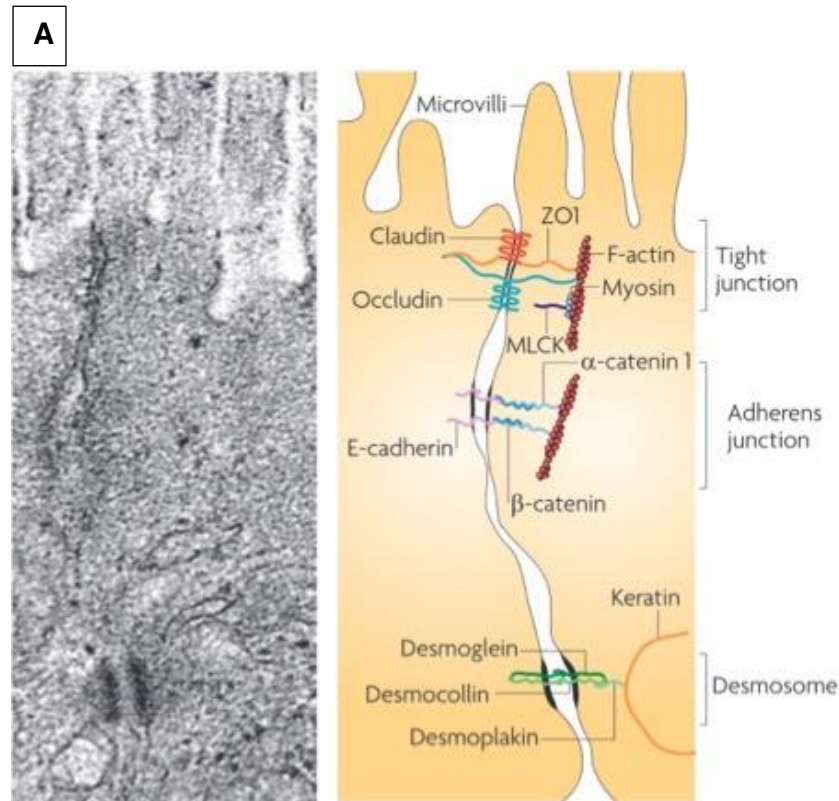 A
Microvilli
Claudin
ZO1
F-actin
Tight
junction
Occludin
Myosin
MLCK
α-catenin 1
Adherens
junction
E-cadherin
β-catenin
Keratin
Desmoglein
Desmosome
Desmocollin
Desmoplakin